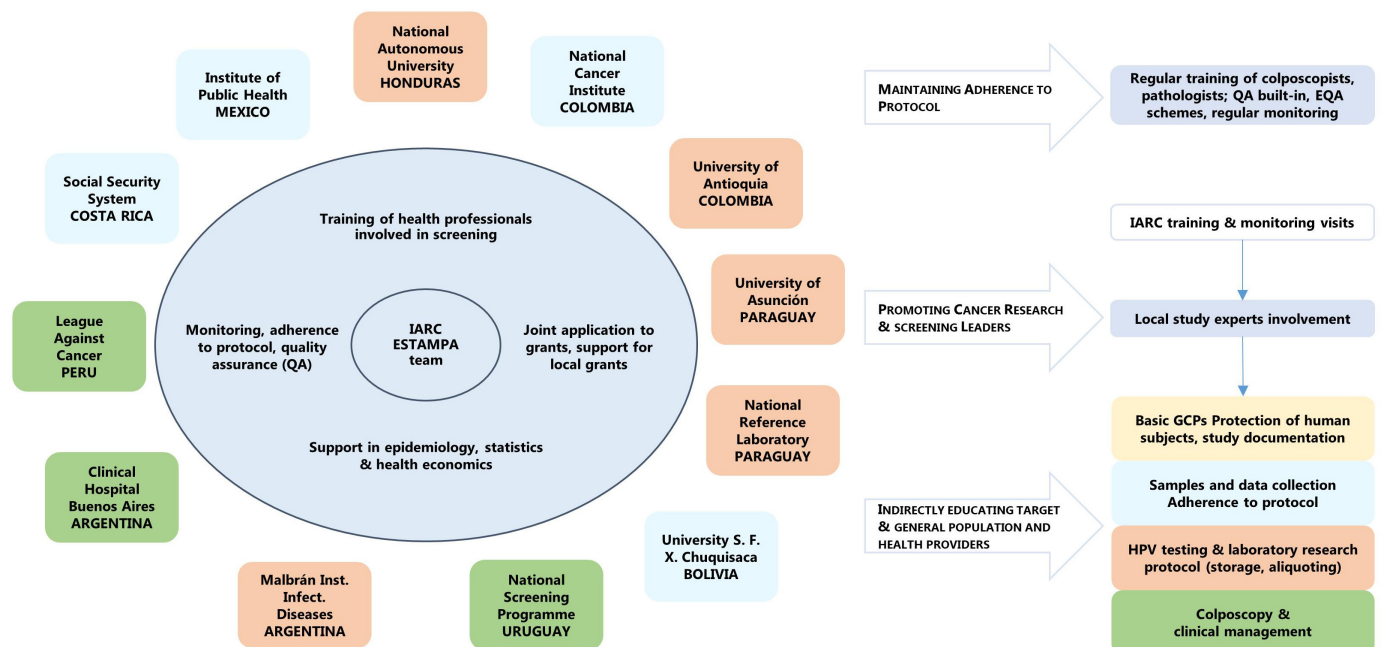 National
Autonomous
University
HONDURAS
National
Cancer
Institute
COLOMBIA
Institute of
Public Health
MEXICO
University of
Antioquia
COLOMBIA
Social Security
System
COSTA RICA
University of
Asunción
PARAGUAY
League
Against
Cancer
PERU
National
Reference
Laboratory
PARAGUAY
Clinical
Hospital
Buenos Aires
ARGENTINA
University S. F.
X. Chuquisaca
BOLIVIA
Malbrán Inst.
Infect.
Diseases
ARGENTINA
National
Screening
Programme
URUGUAY
Training of health professionals
involved in screening
Monitoring, adherence
to protocol, quality
assurance (QA)
IARC
ESTAMPA
team
Joint application to
grants, support for
local grants
Support in epidemiology, statistics
& health economics
MAINTAINING ADHERENCE TO
PROTOCOL
Regular training of colposcopists,
pathologists; QA built-in, EQA
schemes, regular monitoring
PROMOTING CANCER RESEARCH
& SCREENING LEADERS
IARC training & monitoring visits
Local study experts involvement
INDIRECTLY EDUCATING TARGET
& GENERAL POPULATION AND
HEALTH PROVIDERS
Basic GCPs Protection of human
subjects, study documentation
Samples and data collection
Adherence to protocol
HPV testing & laboratory research
protocol (storage, aliquoting)
Colposcopy &
clinical management